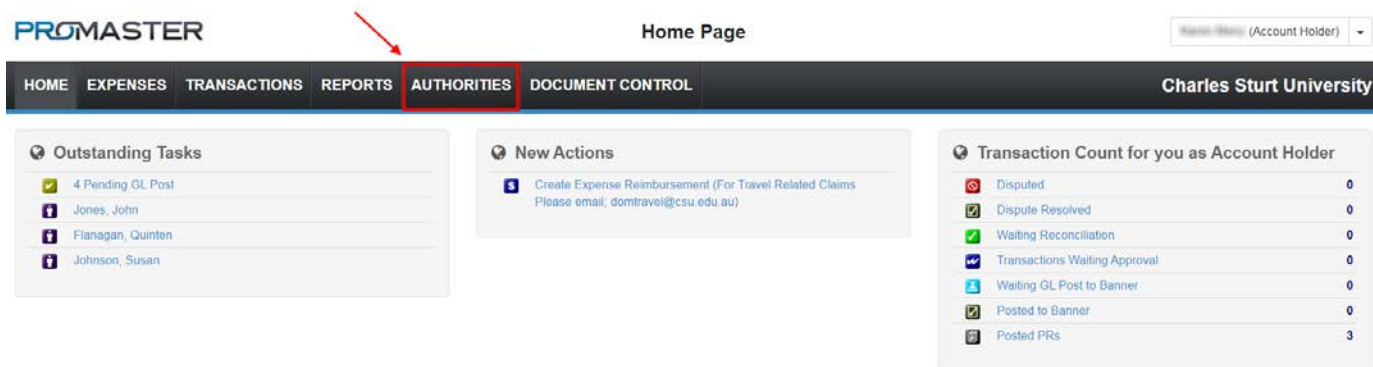 PROMASTER
Home Page
(Account Holder)
HOME EXPENSES TRANSACTIONS REPORTS AUTHORITIES DOCUMENT CONTROL
Charles Sturt University
Outstanding Tasks
4 Pending GL Post
Jones, John
Flanagan, Quinten
Johnson, Susan
New Actions
Create Expense Reimbursement (For Travel Related Claims
Please email; domtravel@csu.edu.au)
Transaction Count for you as Account Holder
Disputed 0
Dispute Resolved 0
Waiting Reconciliation 0
Transactions Waiting Approval 0
Waiting GL Post to Banner 0
Posted to Banner 0
Posted PRs 3